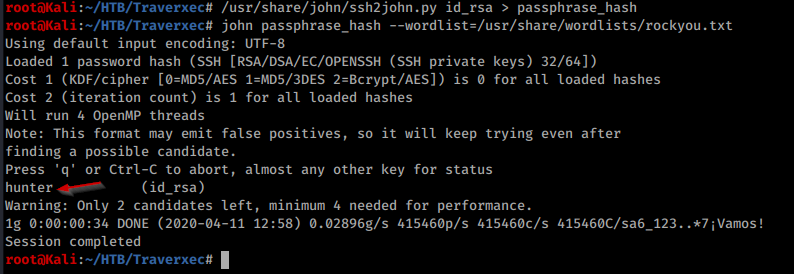 root@Kali:~/HTB/Traverxec# /usr/share/john/ssh2john.py id_rsa > passphrase_hash
root@Kali:~/HTB/Traverxec# john passphrase_hash --wordlist=/usr/share/wordlists/rockyou.txt
Using default input encoding: UTF-8
Loaded 1 password hash (SSH [RSA/DSA/EC/OPENSSH (SSH private keys) 32/64])
Cost 1 (KDF/cipher [0=MD5/AES 1=MD5/3DES 2=Bcrypt/AES]) is 0 for all loaded hashes
Cost 2 (iteration count) is 1 for all loaded hashes
Will run 4 OpenMP threads
Note: This format may emit false positives, so it will keep trying even after
finding a possible candidate.
Press 'q' or Ctrl-C to abort, almost any other key for status
hunter           (id_rsa)
Warning: Only 2 candidates left, minimum 4 needed for performance.
1g 0:00:00:34 DONE (2020-04-11 12:58) 0.02896g/s 415460p/s 415460c/s 415460C/sa6_123..*7¡Vamos!
Session completed
root@Kali:~/HTB/Traverxec#